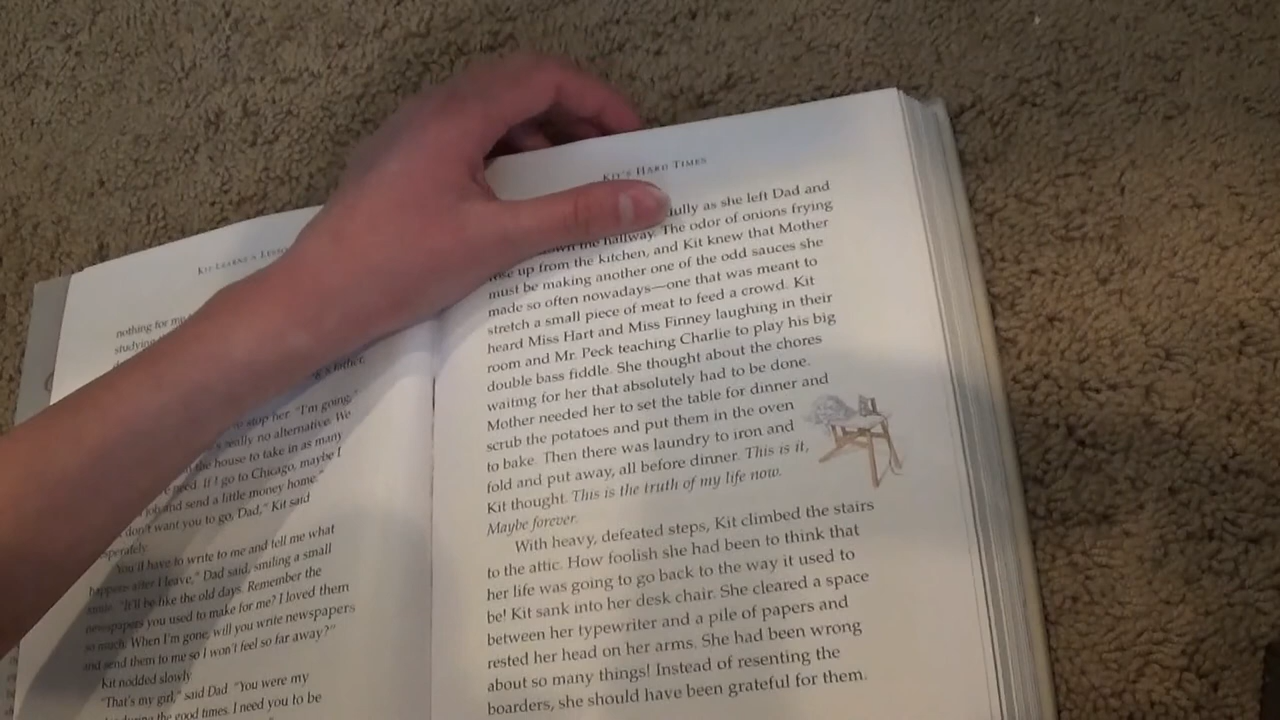 nothing for my
studying
to stop her. "I'm going,"
really no alternative. We
the house to take in as many
need. If I go to Chicago, maybe I
job and send a little money home."
don't want you to go, Dad," Kit said
"You'll have to write to me and tell me what
happens after I leave," Dad said, smiling a small
smile. "It'll be like the old days. Remember the
newspapers you used to make for me? I loved them
so much. When I'm gone, will you write newspapers
and send them to me so I won't feel so far away?"
Kit nodded slowly
"That's my girl," said Dad. "You were my
during the good times. I need you to be
KIT'S HARD TIMES
as she left Dad and
the hallway. The odor of onions frying
up from the kitchen, and Kit knew that Mother
must be making another one of the odd sauces she
made so often nowadays—one that was meant to
stretch a small piece of meat to feed a crowd. Kit
heard Miss Hart and Miss Finney laughing in their
room and Mr. Peck teaching Charlie to play his big
double bass fiddle. She thought about the chores
waiting for her that absolutely had to be done.
Mother needed her to set the table for dinner and
scrub the potatoes and put them in the oven
to bake. Then there was laundry to iron and
fold and put away, all before dinner. This is it,
Kit thought. This is the truth of my life now.
Maybe forever.
With heavy, defeated steps, Kit climbed the stairs
to the attic. How foolish she had been to think that
her life was going to go back to the way it used to
be! Kit sank into her desk chair. She cleared a space
between her typewriter and a pile of papers and
rested her head on her arms. She had been wrong
about so many things! Instead of resenting the
boarders, she should have been grateful for them.